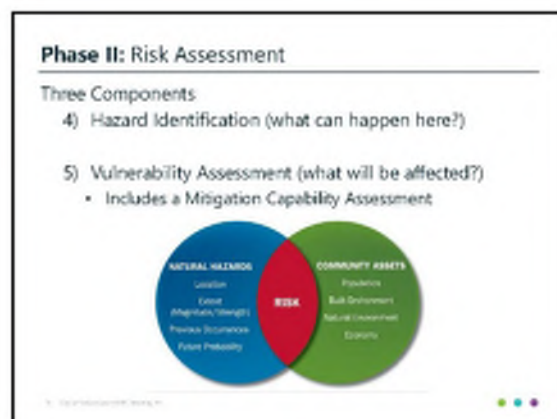 Phase II: Risk Assessment
Three Components
4) Hazard Identification (what can happen here?)
5) Vulnerability Assessment (what will be affected?)
• Includes a Mitigation Capability Assessment
NATURAL HAZARDS
Location
Extent
(Magnitude/Strength)
Previous Occurrences
Future Probability
RISK
COMMUNITY ASSETS
Population
Built Environment
Natural Environment
Economy